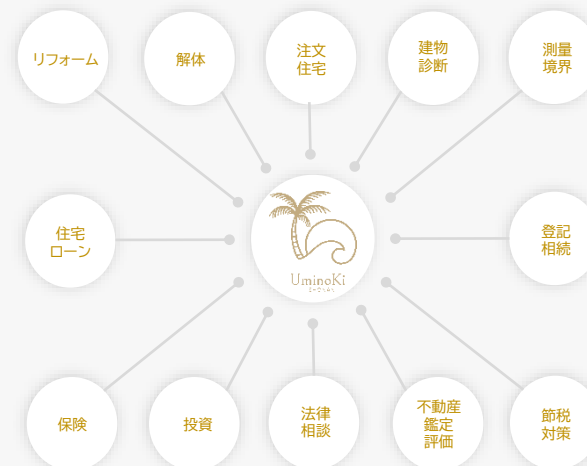 リフォーム
解体
注文
住宅
建物
診断
測量
境界
住宅
ローン
UminoKi
登記
相続
保険
投資
法律
相談
不動産
鑑定
評価
節税
対策